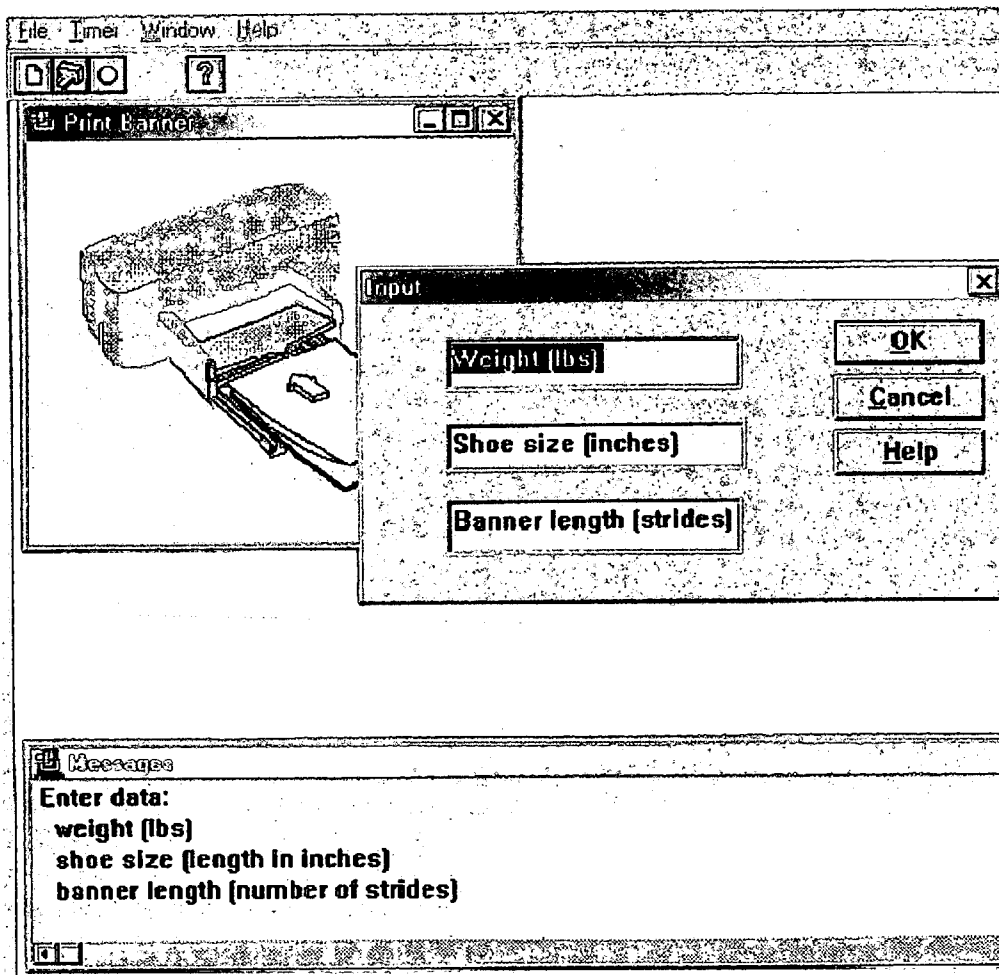 File Timer Window Help
?
Print Banner
Input
Weight (lbs)
OK
Cancel
Shoe size (inches)
Help
Banner length (strides)
Messages
Enter data:
weight (lbs)
shoe size (length in inches)
banner length (number of strides)